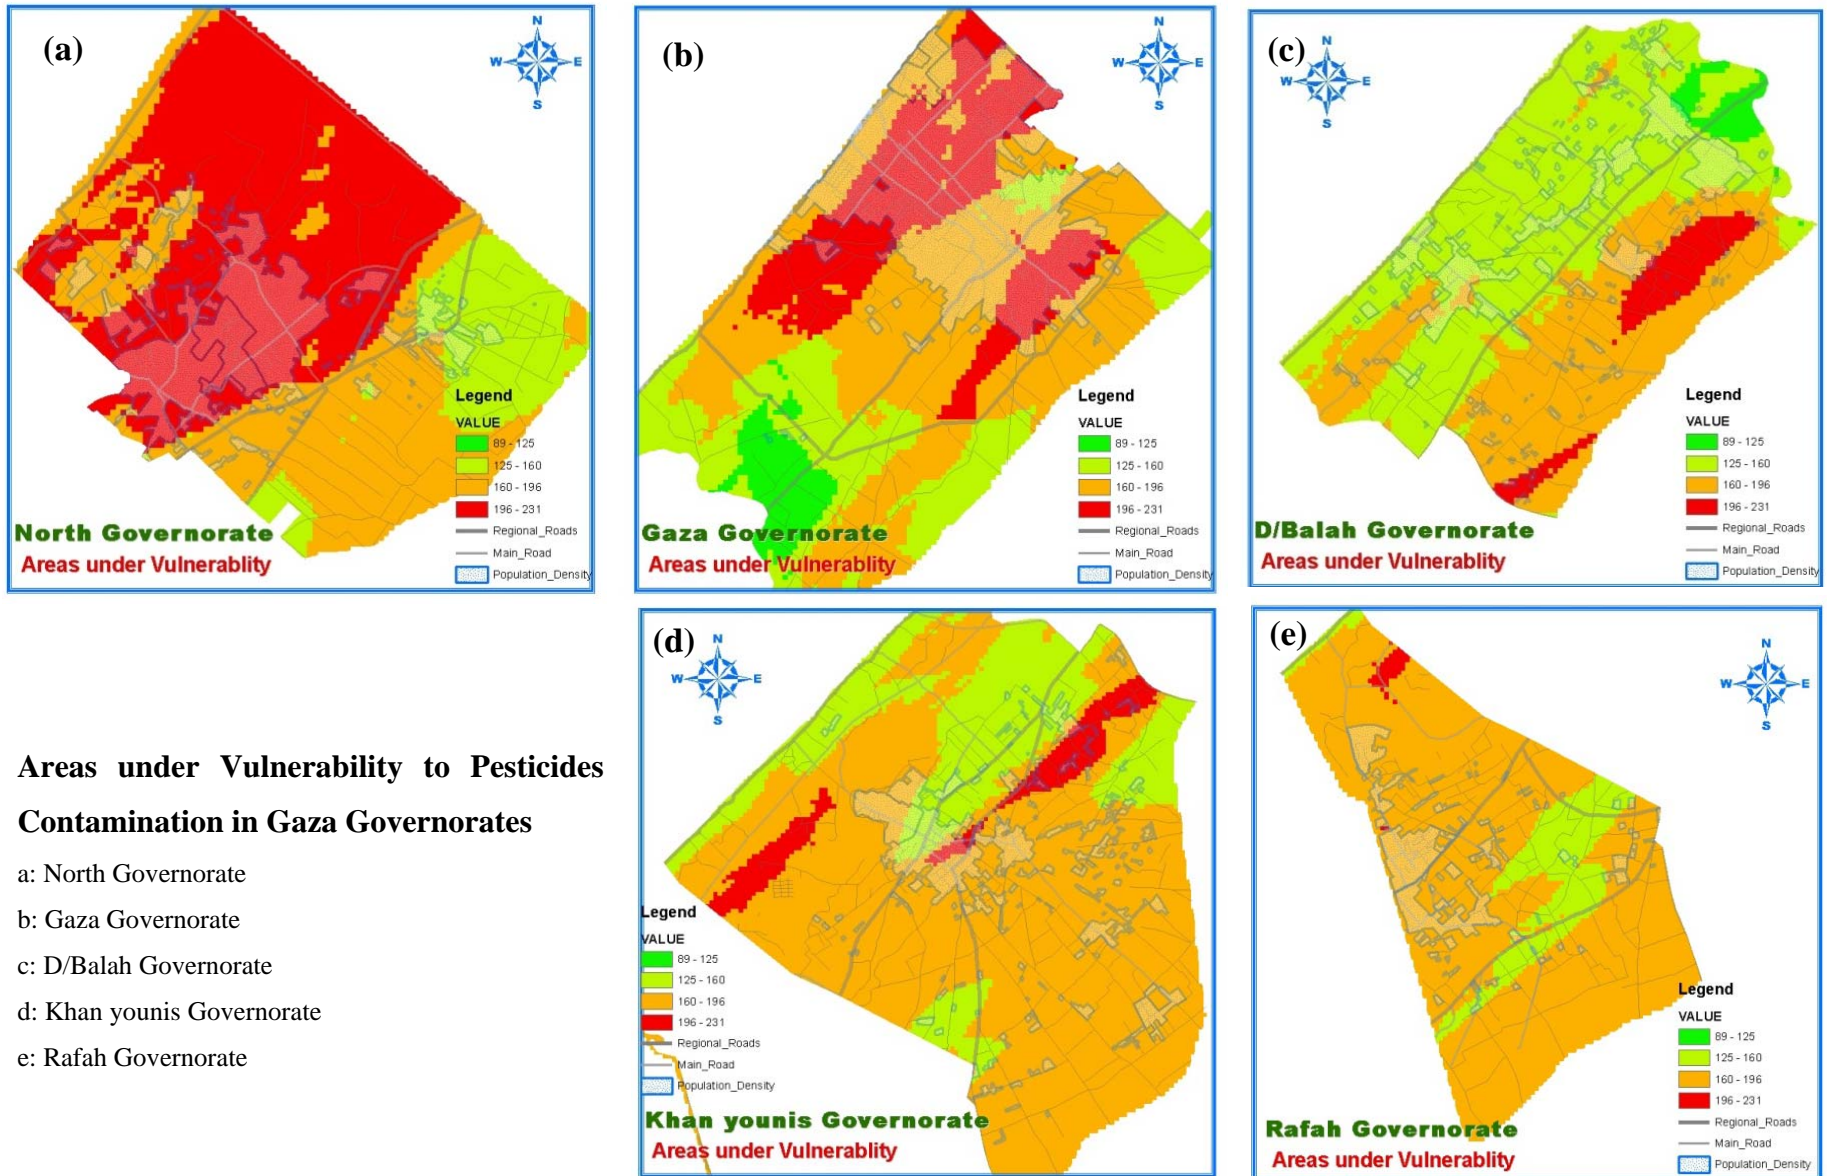 (a)
N
W E
S
Legend
VALUE
89 - 125
125 - 160
160 - 196
196 - 231
Regional_Roads
Main_Road
Population_Density
North Governorate
Areas under Vulnerablity
(b)
N
W E
S
Legend
VALUE
89 - 125
125 - 160
160 - 196
196 - 231
Regional_Roads
Main_Road
Population_Density
Gaza Governorate
Areas under Vulnerablity
(c)
N
W E
S
Legend
VALUE
89 - 125
125 - 160
160 - 196
196 - 231
Regional_Roads
Main_Road
Population_Density
D/Balah Governorate
Areas under Vulnerablity
Areas under Vulnerability to Pesticides
Contamination in Gaza Governorates
a: North Governorate
b: Gaza Governorate
c: D/Balah Governorate
d: Khan younis Governorate
e: Rafah Governorate
(d)
N
W E
S
Legend
VALUE
89 - 125
125 - 160
160 - 196
196 - 231
Regional_Roads
Main_Road
Population_Density
Khan younis Governorate
Areas under Vulnerablity
(e)
N
W E
S
Legend
VALUE
89 - 125
125 - 160
160 - 196
196 - 231
Regional_Roads
Main_Road
Population_Density
Rafah Governorate
Areas under Vulnerablity